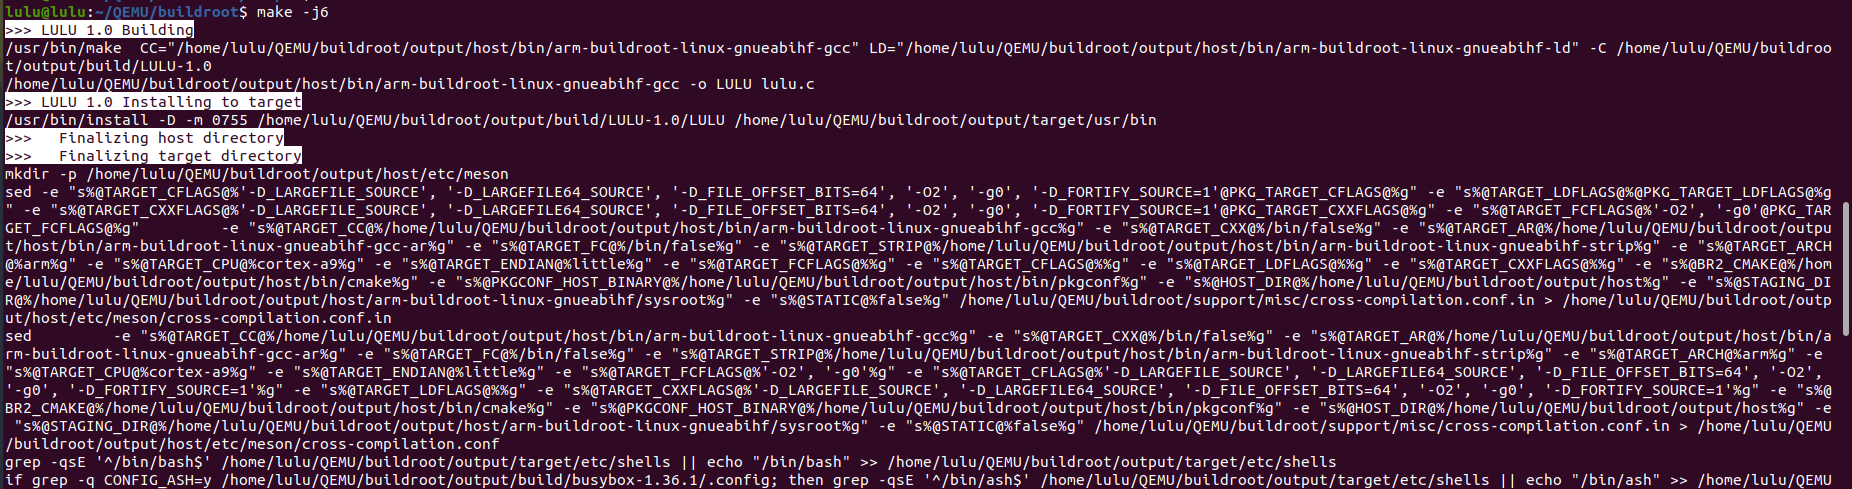 lulu@lulu:~/QEMU/buildroot$ make -j6
>>> LULU 1.0 Building
/usr/bin/make  CC="/home/lulu/QEMU/buildroot/output/host/bin/arm-buildroot-linux-gnueabihf-gcc" LD="/home/lulu/QEMU/buildroot/output/host/bin/arm-buildroot-linux-gnueabihf-ld" -C /home/lulu/QEMU/buildroo
t/output/build/LULU-1.0
/home/lulu/QEMU/buildroot/output/host/bin/arm-buildroot-linux-gnueabihf-gcc -o LULU lulu.c
>>> LULU 1.0 Installing to target
/usr/bin/install -D -m 0755 /home/lulu/QEMU/buildroot/output/build/LULU-1.0/LULU /home/lulu/QEMU/buildroot/output/target/usr/bin
>>>   Finalizing host directory
>>>   Finalizing target directory
mkdir -p /home/lulu/QEMU/buildroot/output/host/etc/meson
sed -e "s%@TARGET_CFLAGS@%'-D_LARGEFILE_SOURCE', '-D_LARGEFILE64_SOURCE', '-D_FILE_OFFSET_BITS=64', '-O2', '-g0', '-D_FORTIFY_SOURCE=1'@PKG_TARGET_CFLAGS@%g" -e "s%@TARGET_LDFLAGS@%@PKG_TARGET_LDFLAGS@%g
" -e "s%@TARGET_CXXFLAGS@%'-D_LARGEFILE_SOURCE', '-D_LARGEFILE64_SOURCE', '-D_FILE_OFFSET_BITS=64', '-O2', '-g0', '-D_FORTIFY_SOURCE=1'@PKG_TARGET_CXXFLAGS@%g" -e "s%@TARGET_FCFLAGS@%'-O2', '-g0'@PKG_TAR
GET_FCFLAGS@%g"         -e "s%@TARGET_CC@%/home/lulu/QEMU/buildroot/output/host/bin/arm-buildroot-linux-gnueabihf-gcc%g" -e "s%@TARGET_CXX@%/bin/false%g" -e "s%@TARGET_AR@%/home/lulu/QEMU/buildroot/outpu
t/host/bin/arm-buildroot-linux-gnueabihf-gcc-ar%g" -e "s%@TARGET_FC@%/bin/false%g" -e "s%@TARGET_STRIP@%/home/lulu/QEMU/buildroot/output/host/bin/arm-buildroot-linux-gnueabihf-strip%g" -e "s%@TARGET_ARCH
@%arm%g" -e "s%@TARGET_CPU@%cortex-a9%g" -e "s%@TARGET_ENDIAN@%little%g" -e "s%@TARGET_FCFLAGS@%%g" -e "s%@TARGET_CFLAGS@%%g" -e "s%@TARGET_LDFLAGS@%%g" -e "s%@TARGET_CXXFLAGS@%%g" -e "s%@BR2_CMAKE@%/hom
e/lulu/QEMU/buildroot/output/host/bin/cmake%g" -e "s%@PKGCONF_HOST_BINARY@%/home/lulu/QEMU/buildroot/output/host/bin/pkgconf%g" -e "s%@HOST_DIR@%/home/lulu/QEMU/buildroot/output/host%g" -e "s%@STAGING_DI
R@%/home/lulu/QEMU/buildroot/output/host/arm-buildroot-linux-gnueabihf/sysroot%g" -e "s%@STATIC@%false%g" /home/lulu/QEMU/buildroot/support/misc/cross-compilation.conf.in > /home/lulu/QEMU/buildroot/outp
ut/host/etc/meson/cross-compilation.conf.in
sed         -e "s%@TARGET_CC@%/home/lulu/QEMU/buildroot/output/host/bin/arm-buildroot-linux-gnueabihf-gcc%g" -e "s%@TARGET_CXX@%/bin/false%g" -e "s%@TARGET_AR@%/home/lulu/QEMU/buildroot/output/host/bin/a
rm-buildroot-linux-gnueabihf-gcc-ar%g" -e "s%@TARGET_FC@%/bin/false%g" -e "s%@TARGET_STRIP@%/home/lulu/QEMU/buildroot/output/host/bin/arm-buildroot-linux-gnueabihf-strip%g" -e "s%@TARGET_ARCH@%arm%g" -e 
"s%@TARGET_CPU@%cortex-a9%g" -e "s%@TARGET_ENDIAN@%little%g" -e "s%@TARGET_FCFLAGS@%'-O2', '-g0'%g" -e "s%@TARGET_CFLAGS@%'-D_LARGEFILE_SOURCE', '-D_LARGEFILE64_SOURCE', '-D_FILE_OFFSET_BITS=64', '-O2', 
'-g0', '-D_FORTIFY_SOURCE=1'%g" -e "s%@TARGET_LDFLAGS@%%g" -e "s%@TARGET_CXXFLAGS@%'-D_LARGEFILE_SOURCE', '-D_LARGEFILE64_SOURCE', '-D_FILE_OFFSET_BITS=64', '-O2', '-g0', '-D_FORTIFY_SOURCE=1'%g" -e "s%@
BR2_CMAKE@%/home/lulu/QEMU/buildroot/output/host/bin/cmake%g" -e "s%@PKGCONF_HOST_BINARY@%/home/lulu/QEMU/buildroot/output/host/bin/pkgconf%g" -e "s%@HOST_DIR@%/home/lulu/QEMU/buildroot/output/host%g" -e
 "s%@STAGING_DIR@%/home/lulu/QEMU/buildroot/output/host/arm-buildroot-linux-gnueabihf/sysroot%g" -e "s%@STATIC@%false%g" /home/lulu/QEMU/buildroot/support/misc/cross-compilation.conf.in > /home/lulu/QEMU
/buildroot/output/host/etc/meson/cross-compilation.conf
grep -qsE '^/bin/bash$' /home/lulu/QEMU/buildroot/output/target/etc/shells || echo "/bin/bash" >> /home/lulu/QEMU/buildroot/output/target/etc/shells
if grep -q CONFIG_ASH=y /home/lulu/QEMU/buildroot/output/build/busybox-1.36.1/.config; then grep -qsE '^/bin/ash$' /home/lulu/QEMU/buildroot/output/target/etc/shells || echo "/bin/ash" >> /home/lulu/QEMU